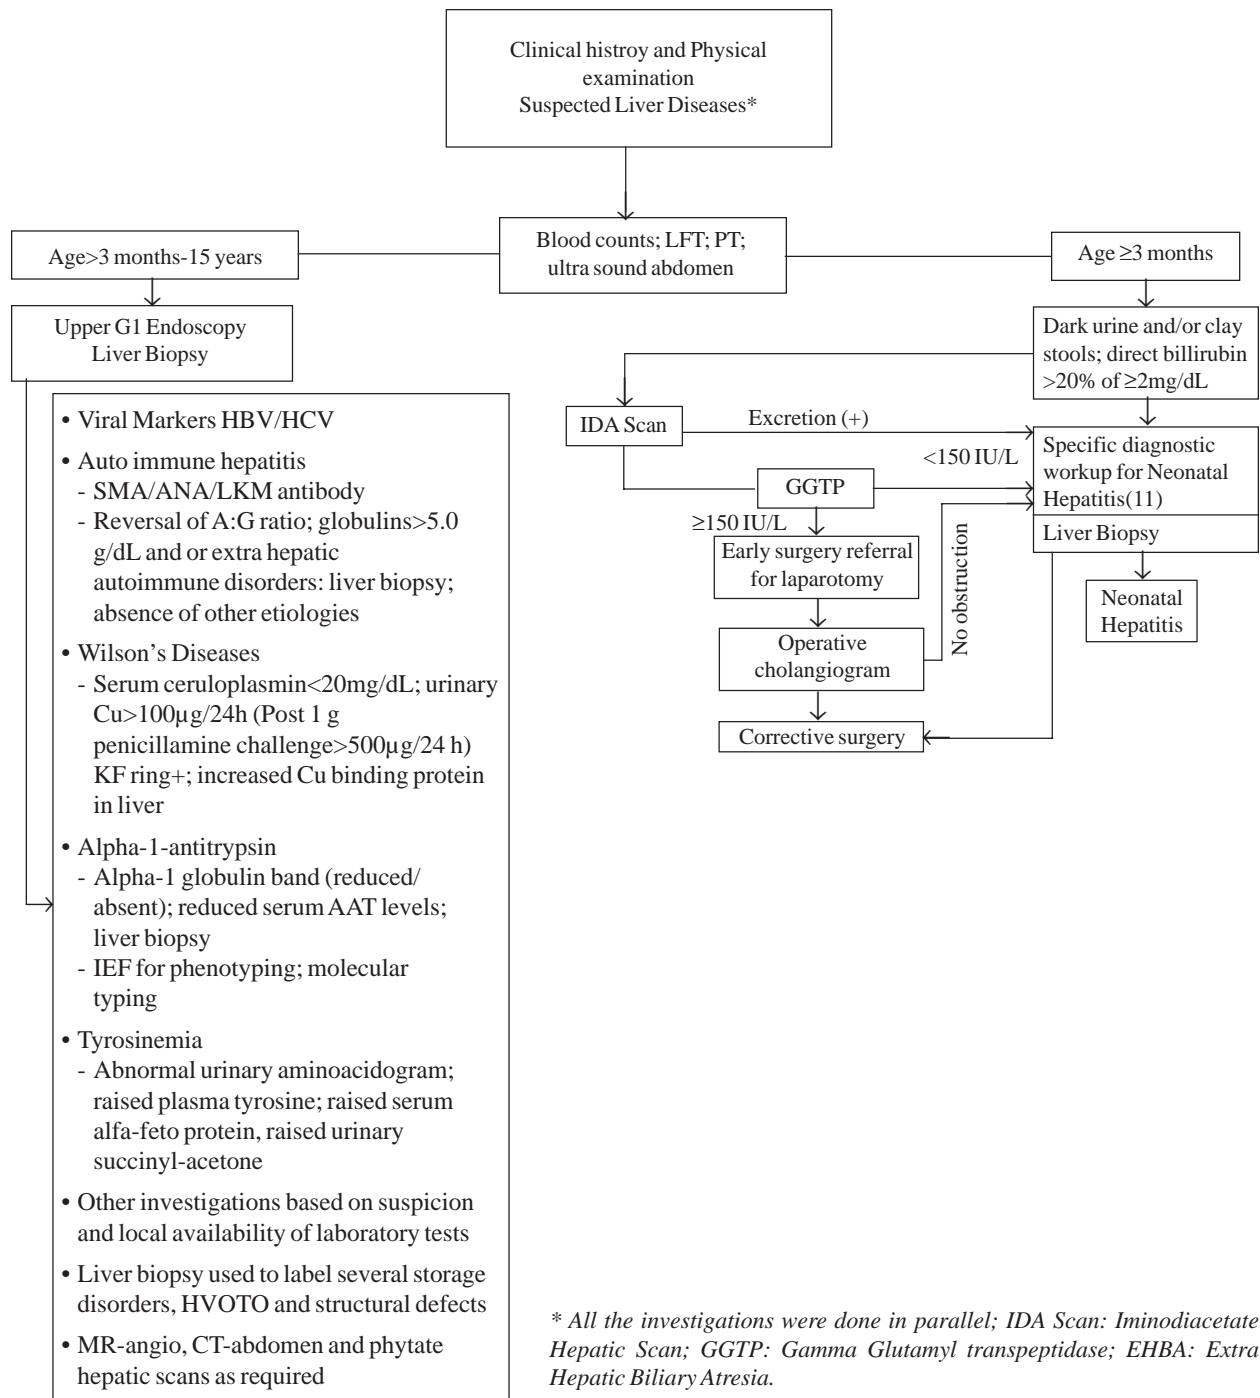 Clinical histroy and Physical
examination
Suspected Liver Diseases*
Blood counts; LFT; PT;
ultra sound abdomen
Age>3 months-15 years
Upper G1 Endoscopy
Liver Biopsy
• Viral Markers HBV/HCV
• Auto immune hepatitis
- SMA/ANA/LKM antibody
- Reversal of A:G ratio; globulins>5.0
g/dL and or extra hepatic
autoimmune disorders: liver biopsy;
absence of other etiologies
• Wilson's Diseases
- Serum ceruloplasmin<20mg/dL; urinary
Cu>100µg/24h (Post 1 g
penicillamine challenge>500µg/24 h)
KF ring+; increased Cu binding protein
in liver
• Alpha-1-antitrypsin
- Alpha-1 globulin band (reduced/
absent); reduced serum AAT levels;
liver biopsy
- IEF for phenotyping; molecular
typing
• Tyrosinemia
- Abnormal urinary aminoacidogram;
raised plasma tyrosine; raised serum
alfa-feto protein, raised urinary
succinyl-acetone
• Other investigations based on suspicion
and local availability of laboratory tests
• Liver biopsy used to label several storage
disorders, HVOTO and structural defects
• MR-angio, CT-abdomen and phytate
hepatic scans as required
Age ≥3 months
Dark urine and/or clay
stools; direct billirubin
>20% of ≥2mg/dL
IDA Scan
Excretion (+)
<150 IU/L
GGTP
≥150 IU/L
Early surgery referral
for laparotomy
Operative
cholangiogram
No obstruction
Corrective surgery
Specific diagnostic
workup for Neonatal
Hepatitis(11)
Liver Biopsy
Neonatal
Hepatitis
* All the investigations were done in parallel; IDA Scan: Iminodiacetate
Hepatic Scan; GGTP: Gamma Glutamyl transpeptidase; EHBA: Extra
Hepatic Biliary Atresia.